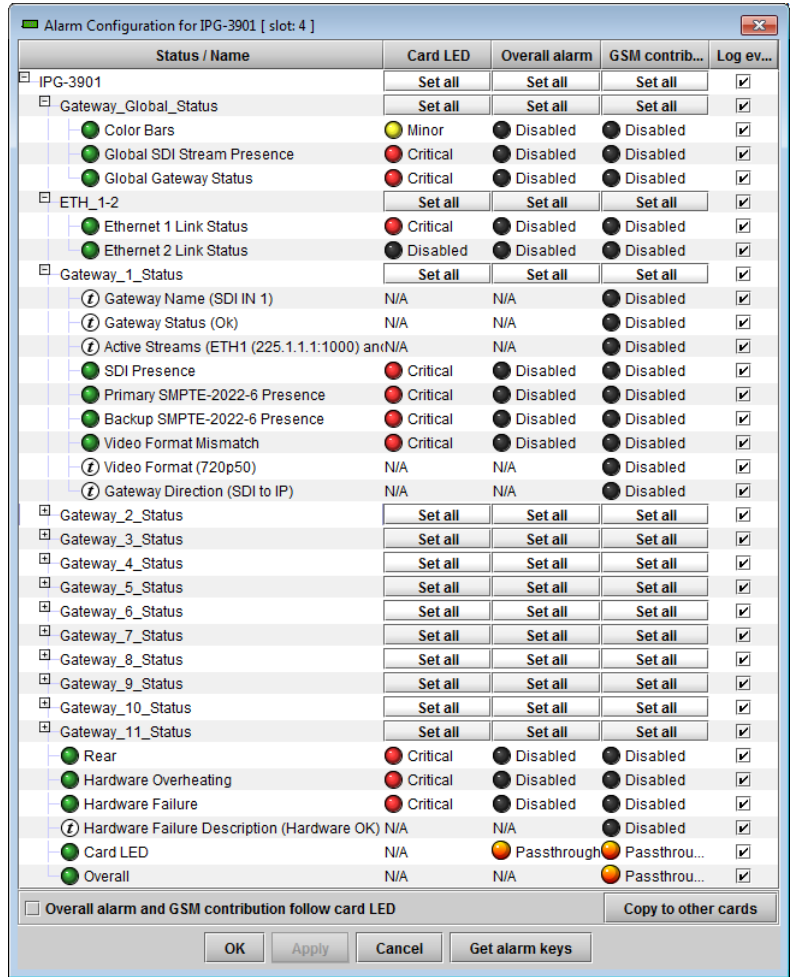 Alarm Configuration for IPG-3901 [ slot: 4 ]
Status / Name Card LED Overall alarm GSM contrib... Log ev...
IPG-3901 Set all Set all Set all
Gateway_Global_Status Set all Set all Set all
Color Bars Minor Disabled Disabled
Global SDI Stream Presence Critical Disabled Disabled
Global Gateway Status Critical Disabled Disabled
ETH_1-2 Set all Set all Set all
Ethernet 1 Link Status Critical Disabled Disabled
Ethernet 2 Link Status Disabled Disabled Disabled
Gateway_1_Status Set all Set all Set all
t Gateway Name (SDI IN 1) N/A N/A Disabled
t Gateway Status (Ok) N/A N/A Disabled
t Active Streams (ETH1 (225.1.1.1:1000) an N/A N/A Disabled
SDI Presence Critical Disabled Disabled
Primary SMPTE-2022-6 Presence Critical Disabled Disabled
Backup SMPTE-2022-6 Presence Critical Disabled Disabled
Video Format Mismatch Critical Disabled Disabled
t Video Format (720p50) N/A N/A Disabled
t Gateway Direction (SDI to IP) N/A N/A Disabled
Gateway_2_Status Set all Set all Set all
Gateway_3_Status Set all Set all Set all
Gateway_4_Status Set all Set all Set all
Gateway_5_Status Set all Set all Set all
Gateway_6_Status Set all Set all Set all
Gateway_7_Status Set all Set all Set all
Gateway_8_Status Set all Set all Set all
Gateway_9_Status Set all Set all Set all
Gateway_10_Status Set all Set all Set all
Gateway_11_Status Set all Set all Set all
Rear Critical Disabled Disabled
Hardware Overheating Critical Disabled Disabled
Hardware Failure Critical Disabled Disabled
t Hardware Failure Description (Hardware OK) N/A N/A Disabled
Card LED N/A Passthrough Passthrou...
Overall N/A N/A Passthrou...
Overall alarm and GSM contribution follow card LED Copy to other cards
OK Apply Cancel Get alarm keys